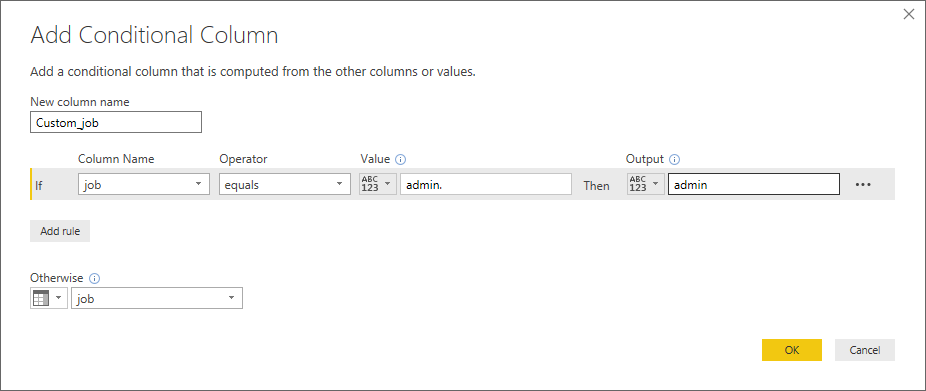 Add Conditional Column
Add a conditional column that is computed from the other columns or values.
New column name
Custom_job
Column Name Operator Value Output
If job equals ABC 123 admin. Then ABC 123 admin ...
Add rule
Otherwise
job
OK Cancel